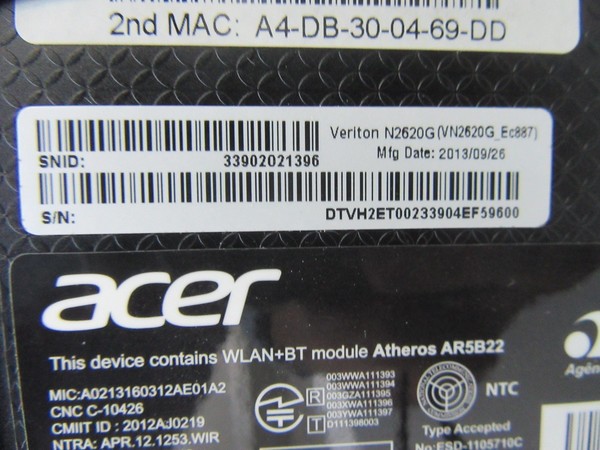 2nd MAC: A4-DB-30-04-69-DD
Veriton N2620G(VN2620G_Ec887)
SNID: 33902021396 Mfg Date: 2013/09/26
S/N: DTVH2ET00233904EF59600
acer
This device contains WLAN+BT module Atheros AR5B22
MIC:A0213160312AE01A2
CNC C-10426
CMIIT ID : 2012AJ0219
NTRA: APR.12.1253.WIR
003WWA111393
003WWA111394
R 003GZA111395
003XWA111396
003YWA111397
T D111398003
NTC
Type Approved
No:ESD-1105710C